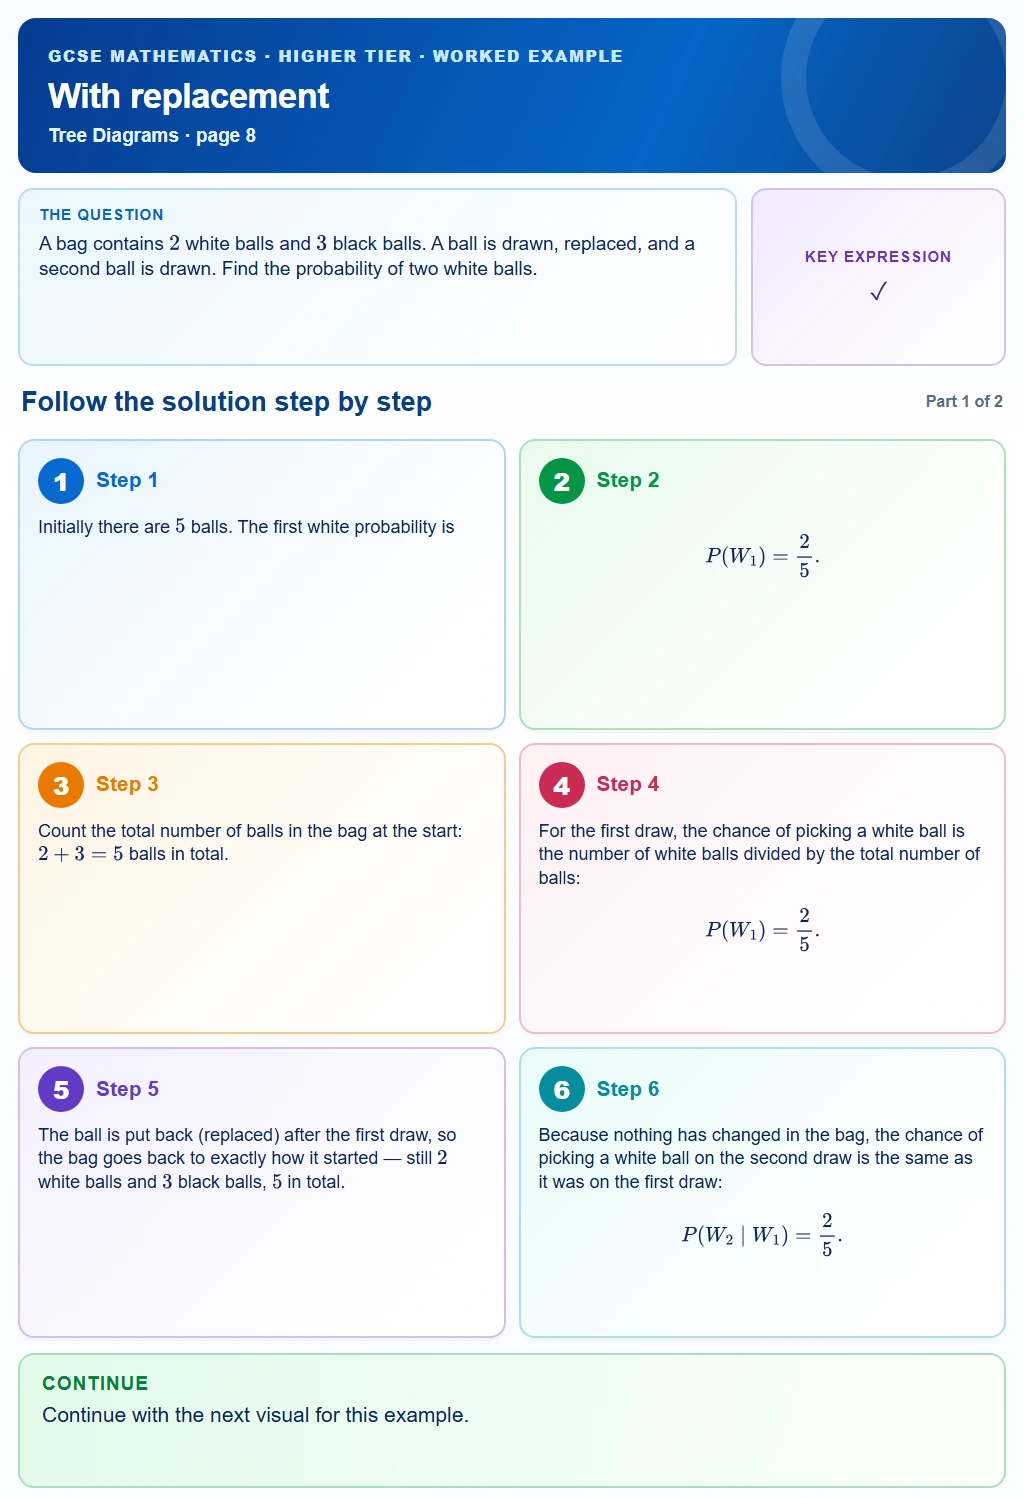 GCSE MATHEMATICS · HIGHER TIER · WORKED EXAMPLE
With replacement
Tree Diagrams · page 8
THE QUESTION
A bag contains 2 white balls and 3 black balls. A ball is drawn, replaced, and a
second ball is drawn. Find the probability of two white balls.
KEY EXPRESSION
✓
Follow the solution step by step
Part 1 of 2
1 Step 1
Initially there are 5 balls. The first white probability is
2 Step 2
P(W₁) = 2/5.
3 Step 3
Count the total number of balls in the bag at the start:
2 + 3 = 5 balls in total.
4 Step 4
For the first draw, the chance of picking a white ball is
the number of white balls divided by the total number of
balls:
P(W₁) = 2/5.
5 Step 5
The ball is put back (replaced) after the first draw, so
the bag goes back to exactly how it started — still 2
white balls and 3 black balls, 5 in total.
6 Step 6
Because nothing has changed in the bag, the chance of
picking a white ball on the second draw is the same as
it was on the first draw:
P(W₂ | W₁) = 2/5.
CONTINUE
Continue with the next visual for this example.